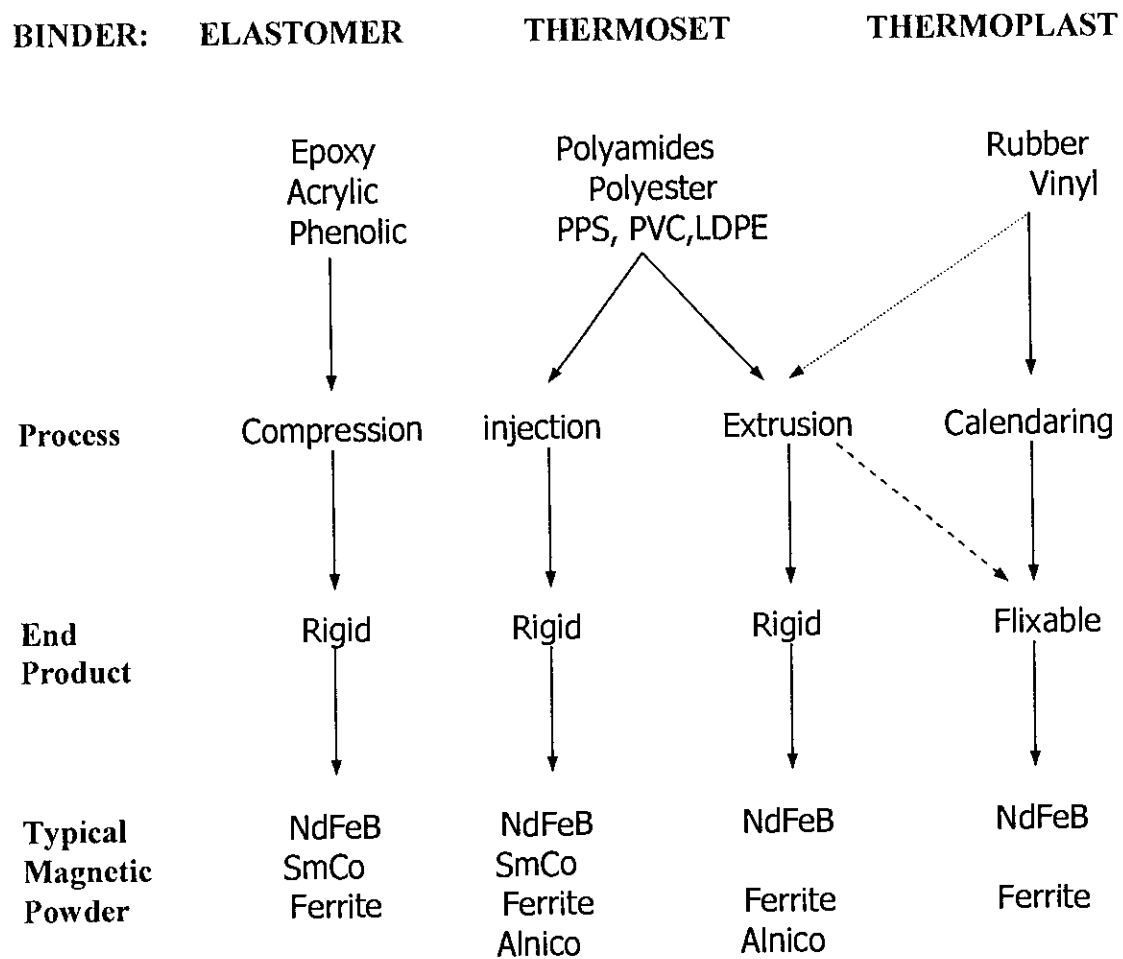 BINDER: ELASTOMER THERMOSET THERMOPLAST
Epoxy Polyamides Rubber
Acrylic Polyester Vinyl
Phenolic PPS, PVC,LDPE
Process Compression injection Extrusion Calendaring
End Rigid Rigid Rigid Flixable
Product
Typical NdFeB NdFeB NdFeB NdFeB
Magnetic SmCo SmCo
Powder Ferrite Ferrite Ferrite Ferrite
Alnico Alnico